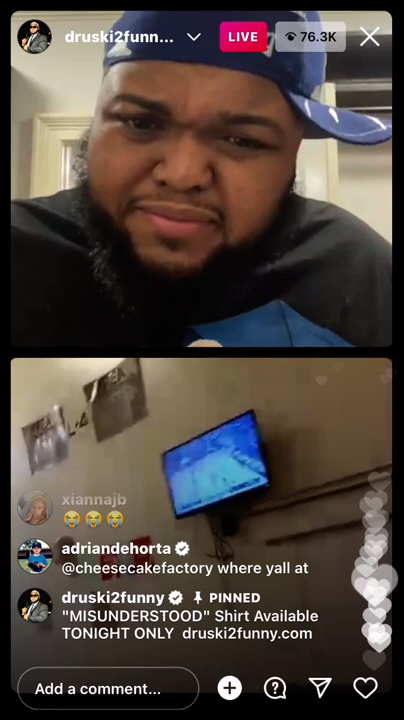 druski2funn...
LIVE
76.3K
xiannajb
😭😭😭
adriandehorta
@cheesecakefactory where yall at
druski2funny PINNED
"MISUNDERSTOOD" Shirt Available
TONIGHT ONLY druski2funny.com
Add a comment...